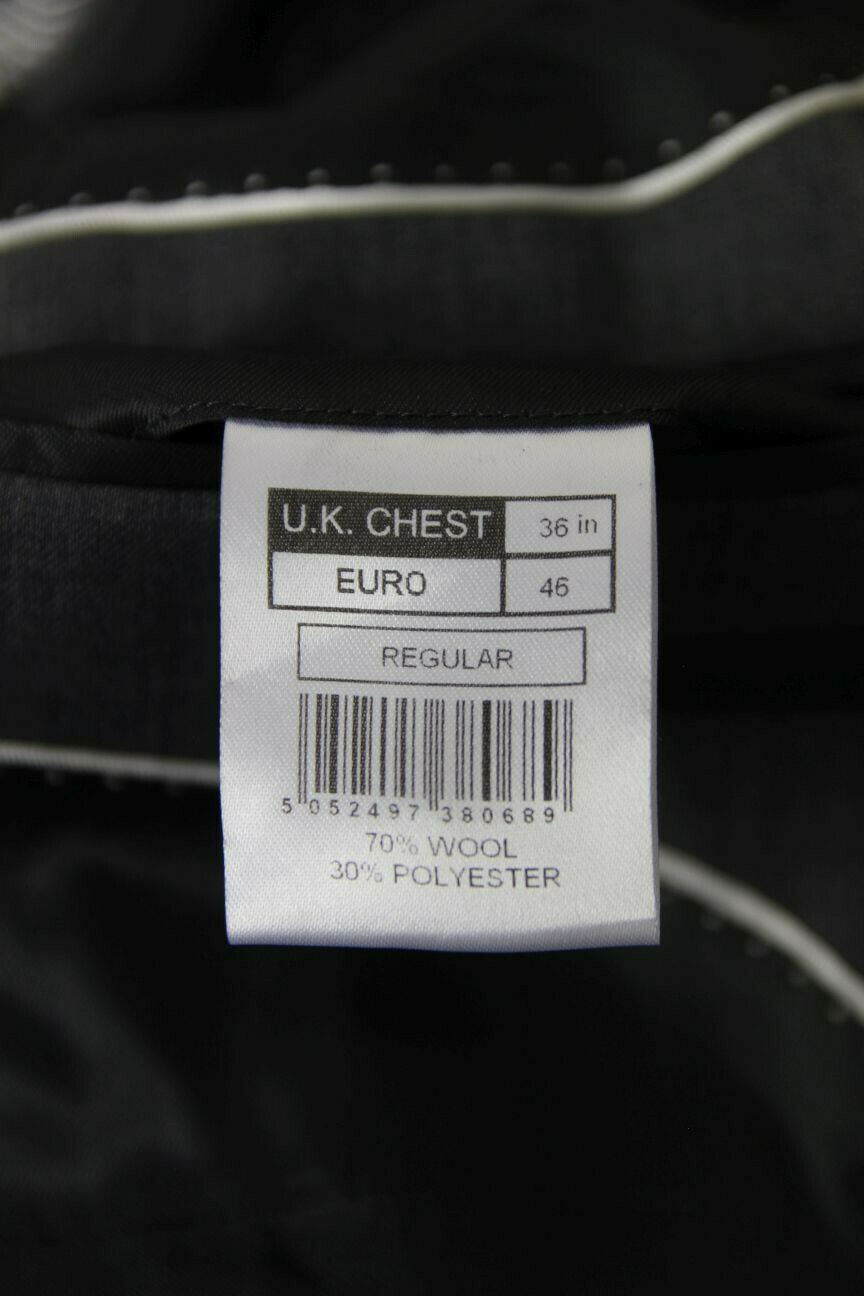 U.K. CHEST 36 in
EURO 46
REGULAR
5 052497 380689
70% WOOL
30% POLYESTER